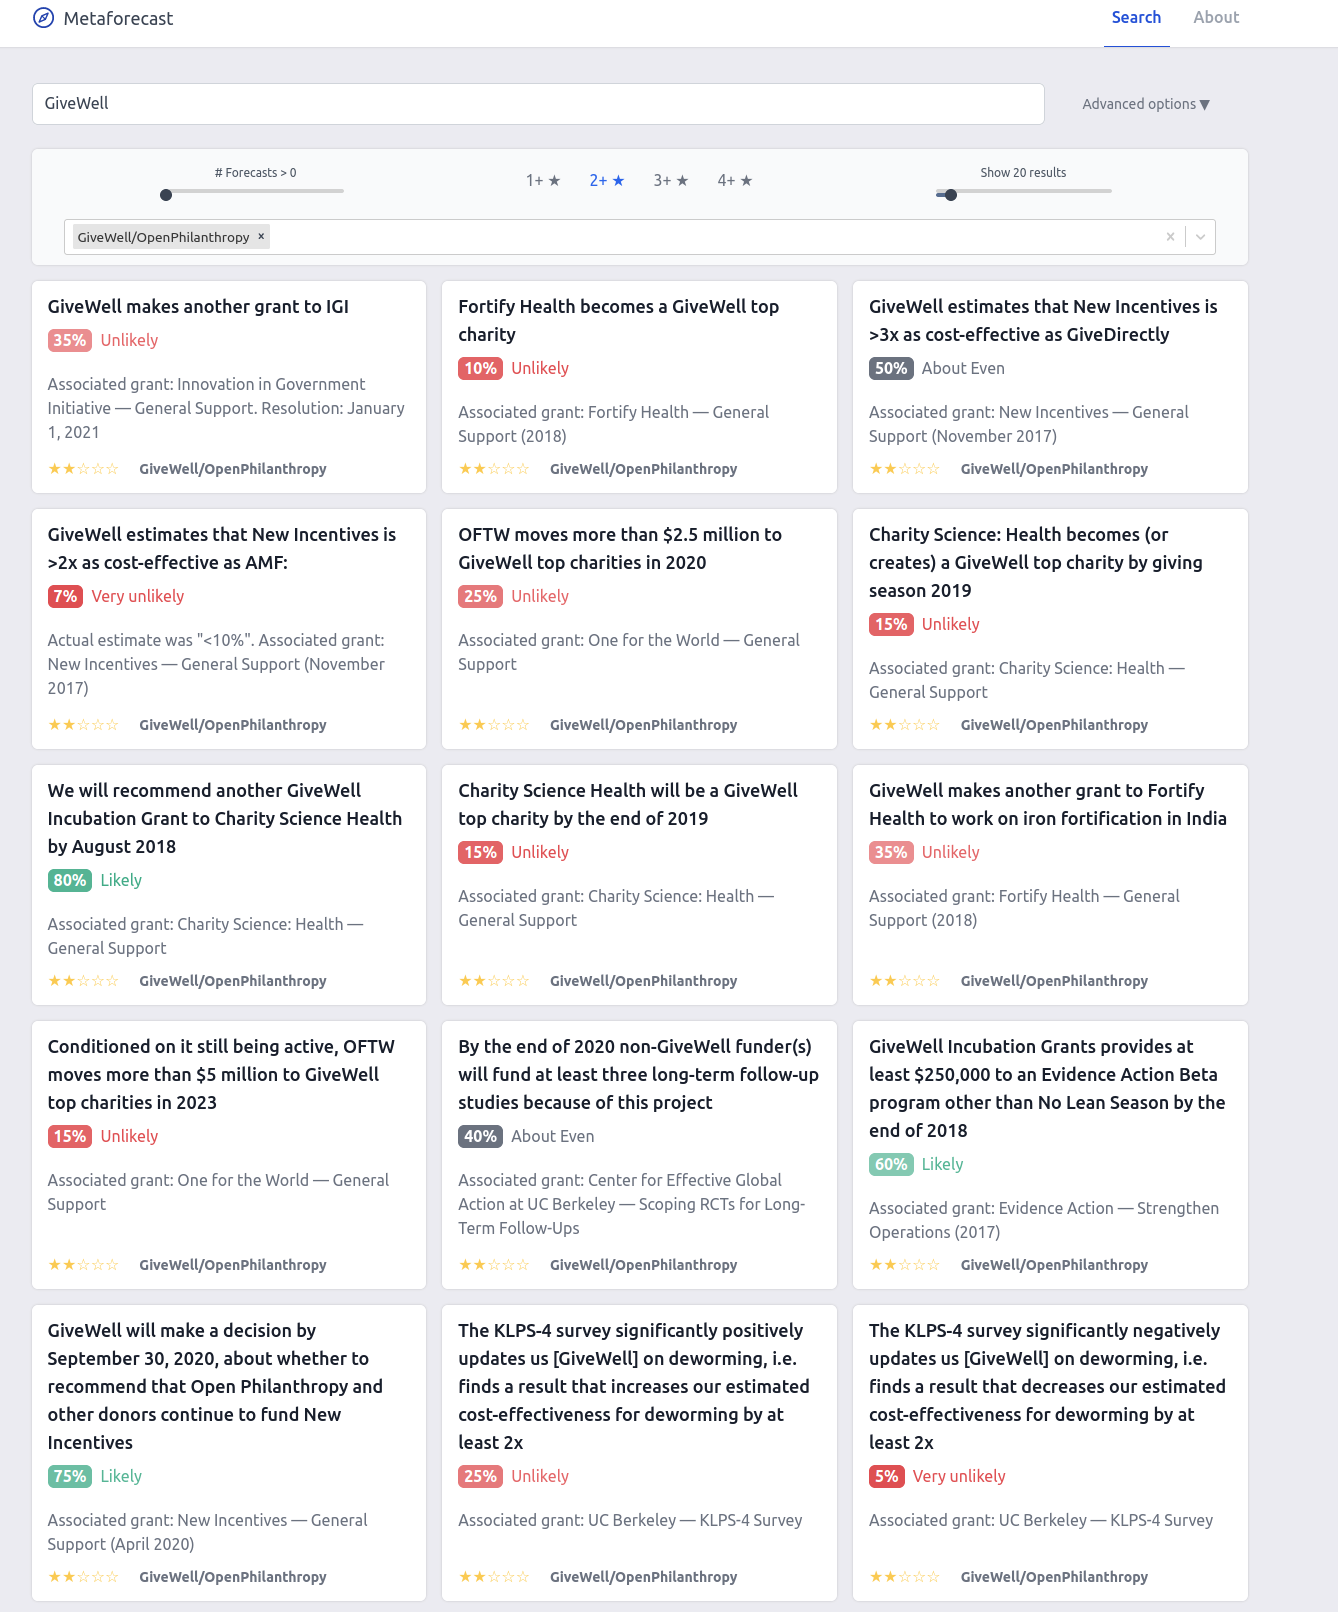 Metaforecast
Search
About
GiveWell
Advanced options ▼
# Forecasts > 0
1+ ★
2+ ★
3+ ★
4+ ★
Show 20 results
GiveWell/OpenPhilanthropy ×
GiveWell makes another grant to IGI
35% Unlikely
Associated grant: Innovation in Government
Initiative — General Support. Resolution: January
1, 2021
★★☆☆☆ GiveWell/OpenPhilanthropy
Fortify Health becomes a GiveWell top
charity
10% Unlikely
Associated grant: Fortify Health — General
Support (2018)
★★☆☆☆ GiveWell/OpenPhilanthropy
GiveWell estimates that New Incentives is
>3x as cost-effective as GiveDirectly
50% About Even
Associated grant: New Incentives — General
Support (November 2017)
★★☆☆☆ GiveWell/OpenPhilanthropy
GiveWell estimates that New Incentives is
>2x as cost-effective as AMF:
7% Very unlikely
Actual estimate was "<10%". Associated grant:
New Incentives — General Support (November
2017)
★★☆☆☆ GiveWell/OpenPhilanthropy
OFTW moves more than $2.5 million to
GiveWell top charities in 2020
25% Unlikely
Associated grant: One for the World — General
Support
★★☆☆☆ GiveWell/OpenPhilanthropy
Charity Science: Health becomes (or
creates) a GiveWell top charity by giving
season 2019
15% Unlikely
Associated grant: Charity Science: Health —
General Support
★★☆☆☆ GiveWell/OpenPhilanthropy
We will recommend another GiveWell
Incubation Grant to Charity Science Health
by August 2018
80% Likely
Associated grant: Charity Science: Health —
General Support
★★☆☆☆ GiveWell/OpenPhilanthropy
Charity Science Health will be a GiveWell
top charity by the end of 2019
15% Unlikely
Associated grant: Charity Science: Health —
General Support
★★☆☆☆ GiveWell/OpenPhilanthropy
GiveWell makes another grant to Fortify
Health to work on iron fortification in India
35% Unlikely
Associated grant: Fortify Health — General
Support (2018)
★★☆☆☆ GiveWell/OpenPhilanthropy
Conditioned on it still being active, OFTW
moves more than $5 million to GiveWell
top charities in 2023
15% Unlikely
Associated grant: One for the World — General
Support
★★☆☆☆ GiveWell/OpenPhilanthropy
By the end of 2020 non-GiveWell funder(s)
will fund at least three long-term follow-up
studies because of this project
40% About Even
Associated grant: Center for Effective Global
Action at UC Berkeley — Scoping RCTs for Long-
Term Follow-Ups
★★☆☆☆ GiveWell/OpenPhilanthropy
GiveWell Incubation Grants provides at
least $250,000 to an Evidence Action Beta
program other than No Lean Season by the
end of 2018
60% Likely
Associated grant: Evidence Action — Strengthen
Operations (2017)
★★☆☆☆ GiveWell/OpenPhilanthropy
GiveWell will make a decision by
September 30, 2020, about whether to
recommend that Open Philanthropy and
other donors continue to fund New
Incentives
75% Likely
Associated grant: New Incentives — General
Support (April 2020)
★★☆☆☆ GiveWell/OpenPhilanthropy
The KLPS-4 survey significantly positively
updates us [GiveWell] on deworming, i.e.
finds a result that increases our estimated
cost-effectiveness for deworming by at
least 2x
25% Unlikely
Associated grant: UC Berkeley — KLPS-4 Survey
★★☆☆☆ GiveWell/OpenPhilanthropy
The KLPS-4 survey significantly negatively
updates us [GiveWell] on deworming, i.e.
finds a result that decreases our estimated
cost-effectiveness for deworming by at
least 2x
5% Very unlikely
Associated grant: UC Berkeley — KLPS-4 Survey
★★☆☆☆ GiveWell/OpenPhilanthropy